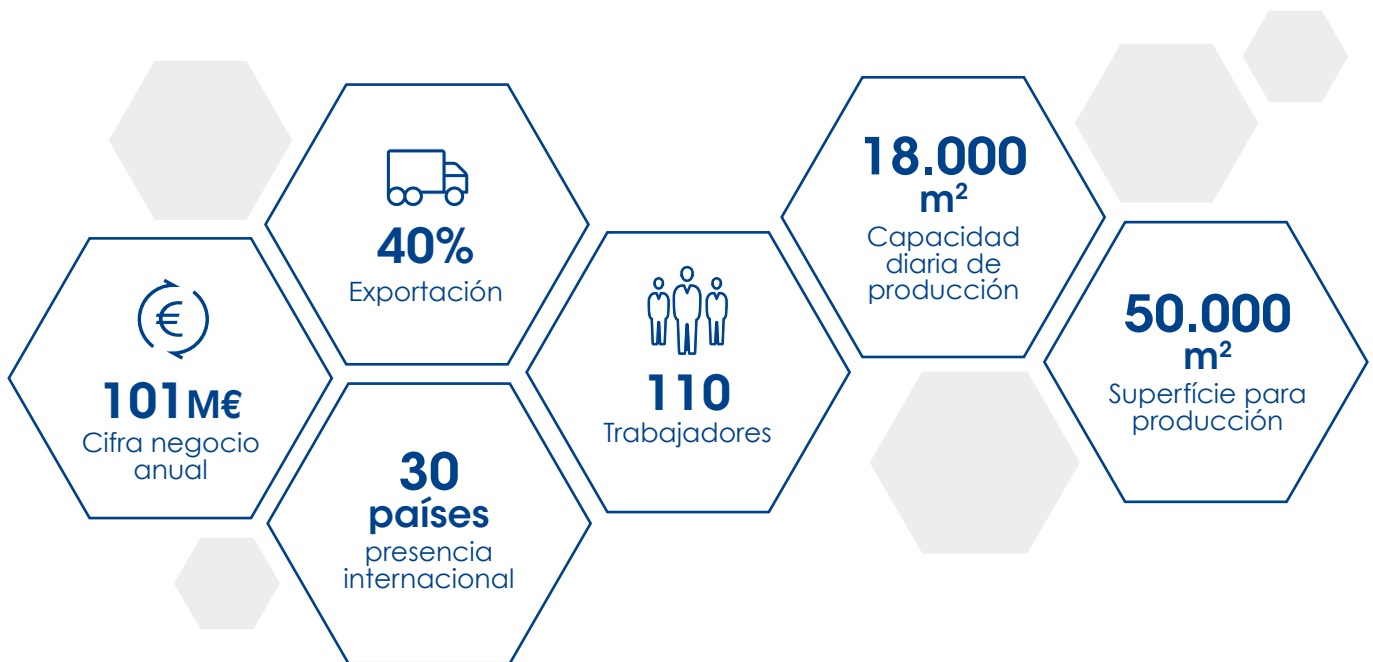 101M€
Cifra negocio
anual
40%
Exportación
30
países
presencia
internacional
110
Trabajadores
18.000
m²
Capacidad
diaria de
producción
50.000
m²
Superfície para
producción